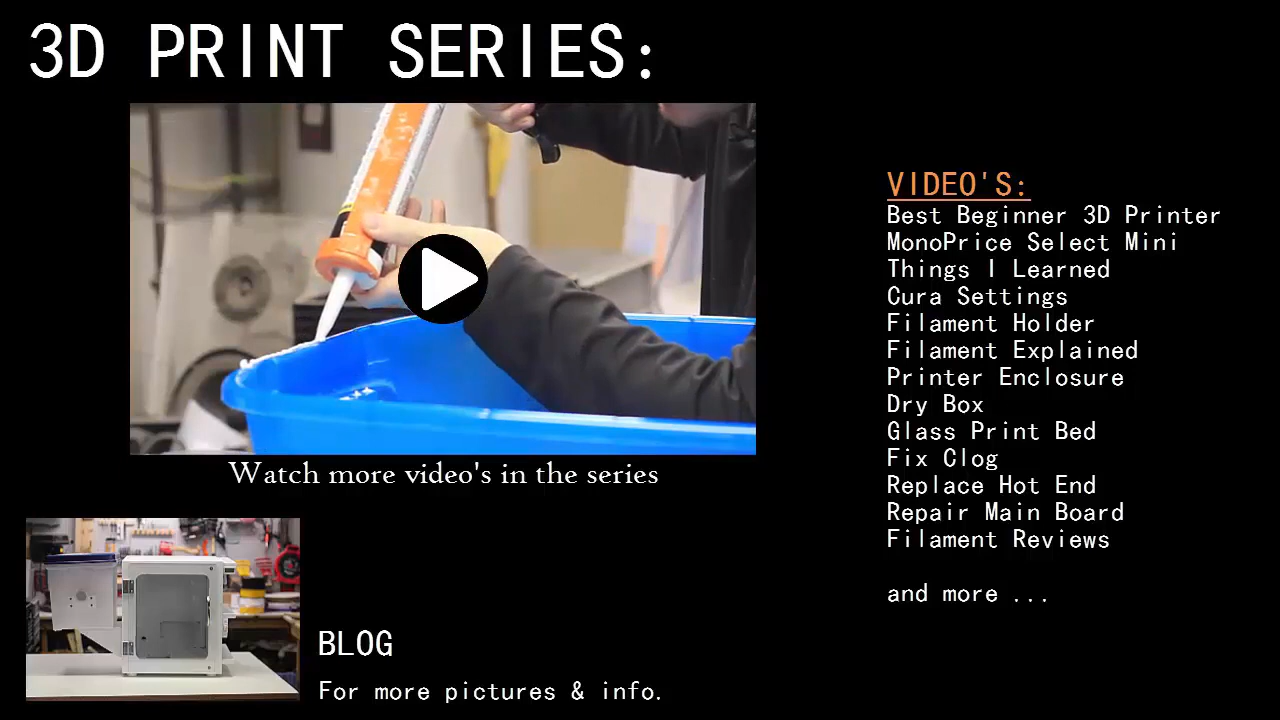 3D PRINT SERIES:
Watch more video's in the series
BLOG
For more pictures & info.
VIDEO'S:
Best Beginner 3D Printer
MonoPrice Select Mini
Things I Learned
Cura Settings
Filament Holder
Filament Explained
Printer Enclosure
Dry Box
Glass Print Bed
Fix Clog
Replace Hot End
Repair Main Board
Filament Reviews
and more ...